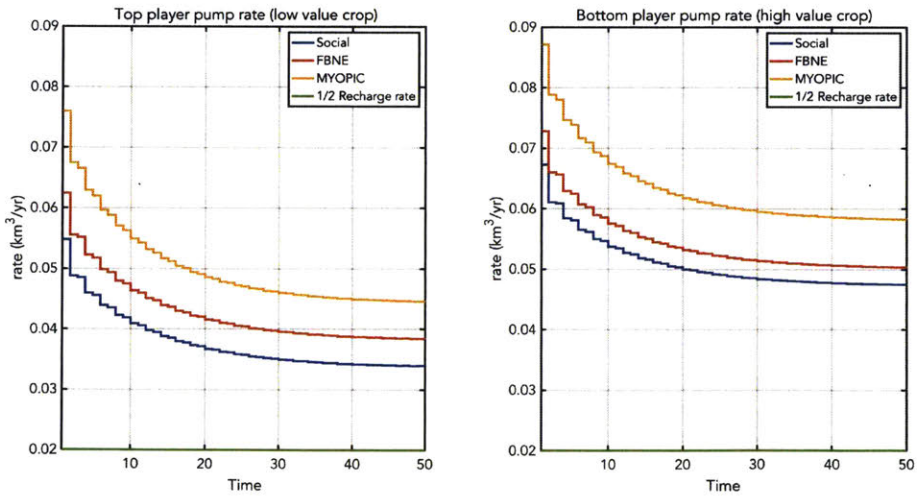 Top player pump rate (low value crop)
0.09
0.08
0.07
0.06
0.05
0.04
0.03
0.02
rate (km³/yr)
Social
FBNE
MYOPIC
1/2 Recharge rate
10 20 30 40 50
Time
Bottom player pump rate (high value crop)
0.09
0.08
0.07
0.06
0.05
0.04
0.03
0.02
rate (km³/yr)
Social
FBNE
MYOPIC
1/2 Recharge rate
10 20 30 40 50
Time